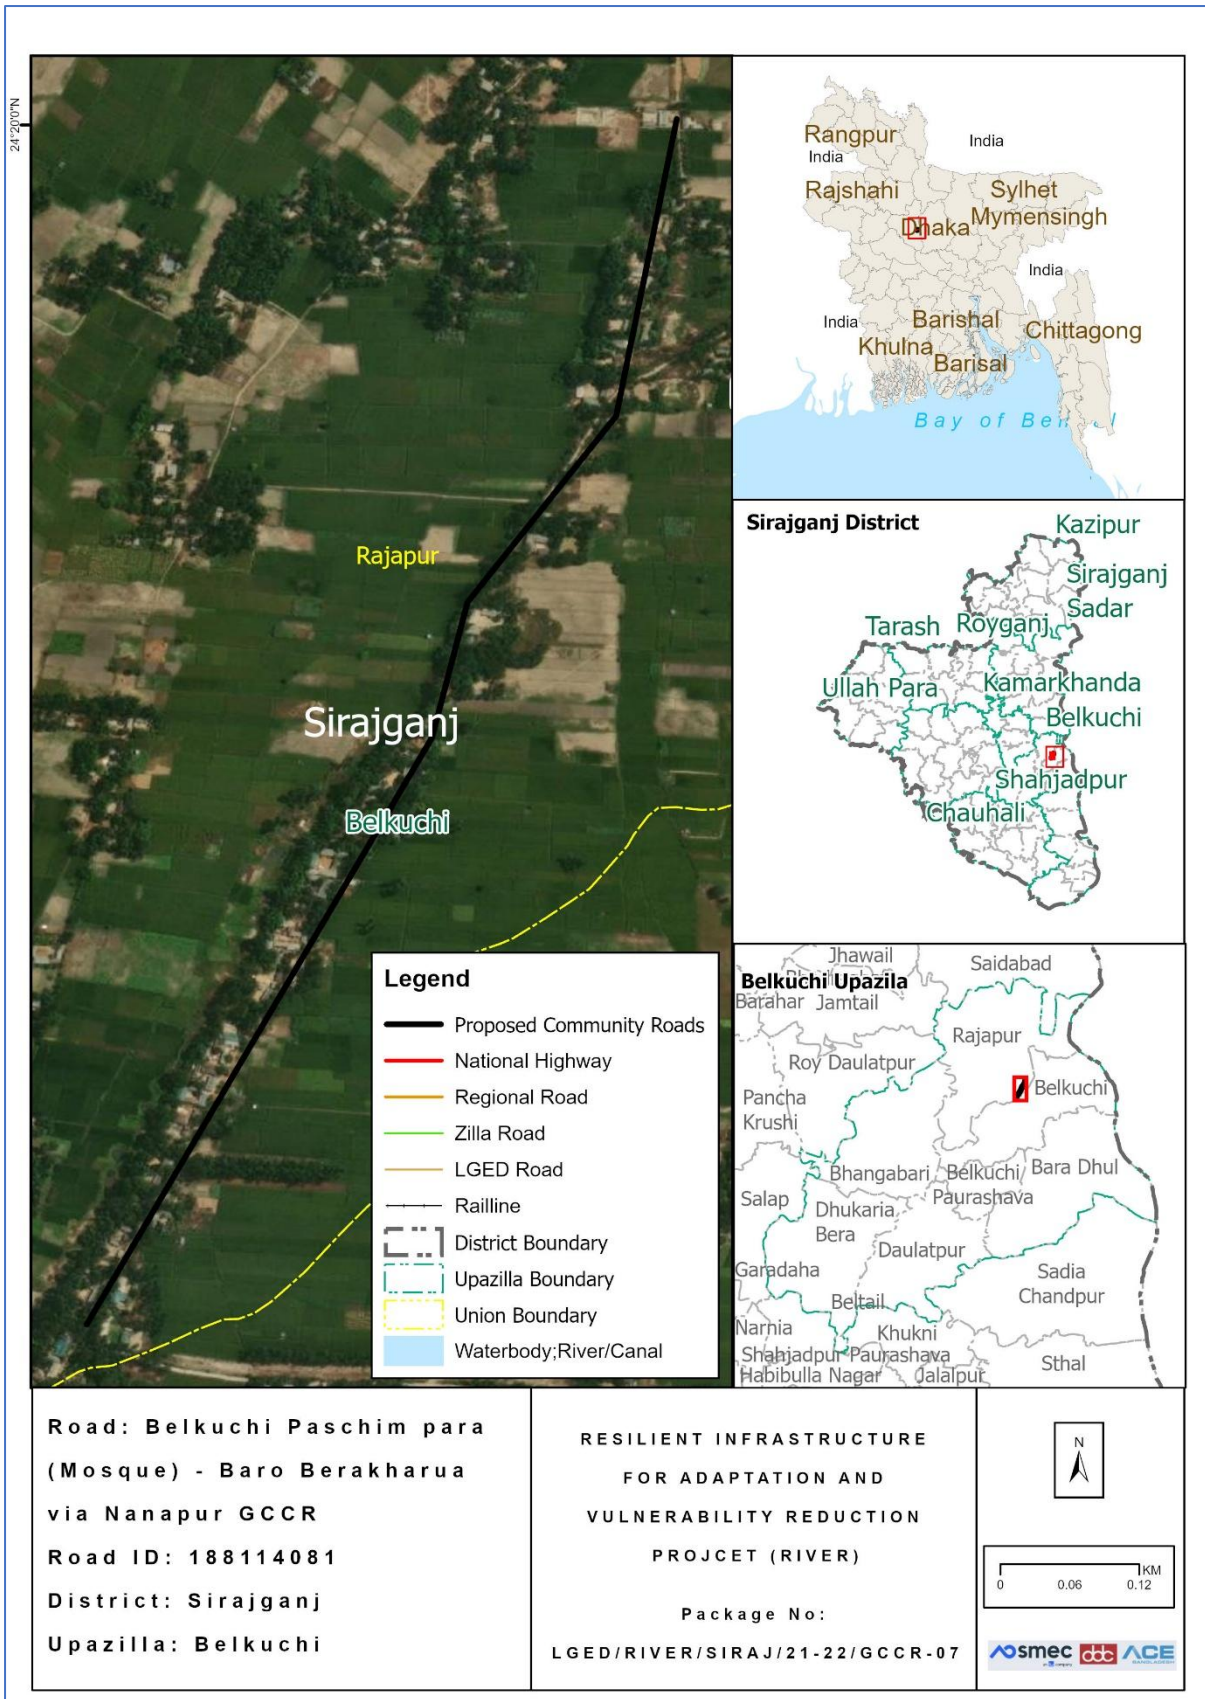 24°20'0"N
Rajapur
Sirajganj
Belkuchi
Legend
Proposed Community Roads
National Highway
Regional Road
Zilla Road
LGED Road
Railline
District Boundary
Upazilla Boundary
Union Boundary
Waterbody;River/Canal
Rangpur
India
India
Rajshahi
Sylhet
Mymensingh
Dhaka
India
India
Barishal
Chittagong
Khulna
Barisal
Bay of Ben
Sirajganj District
Kazipur
Sirajganj
Sadar
Tarash
Royganj
Ullah Para
Kamarkhanda
Belkuchi
Shahjadpur
Chauhali
Jhawail
Saidabad
Belkuchi Upazila
Barahar
Jamtail
Rajapur
Roy Daulatpur
Belkuchi
Pancha
Krushi
Bhangabari
Belkuchi
Paurashava
Bara Dhul
Salap
Dhukaria
Bera
Daulatpur
Garadaha
Sadia
Chandpur
Beltail
Narnia
Khukni
Shahjadpur Paurashava
Sthal
Habibulla Nagar
Jalalpur
Road: Belkuchi Paschim para
(Mosque) - Baro Berakharua
via Nanapur GCCR
Road ID: 188114081
District: Sirajganj
Upazilla: Belkuchi
RESILIENT INFRASTRUCTURE
FOR ADAPTATION AND
VULNERABILITY REDUCTION
PROJCET (RIVER)
Package No:
LGED/RIVER/SIRAJ/21-22/GCCR-07
N
KM
0 0.06 0.12
smec
ddc
ACE
BANGLADESH